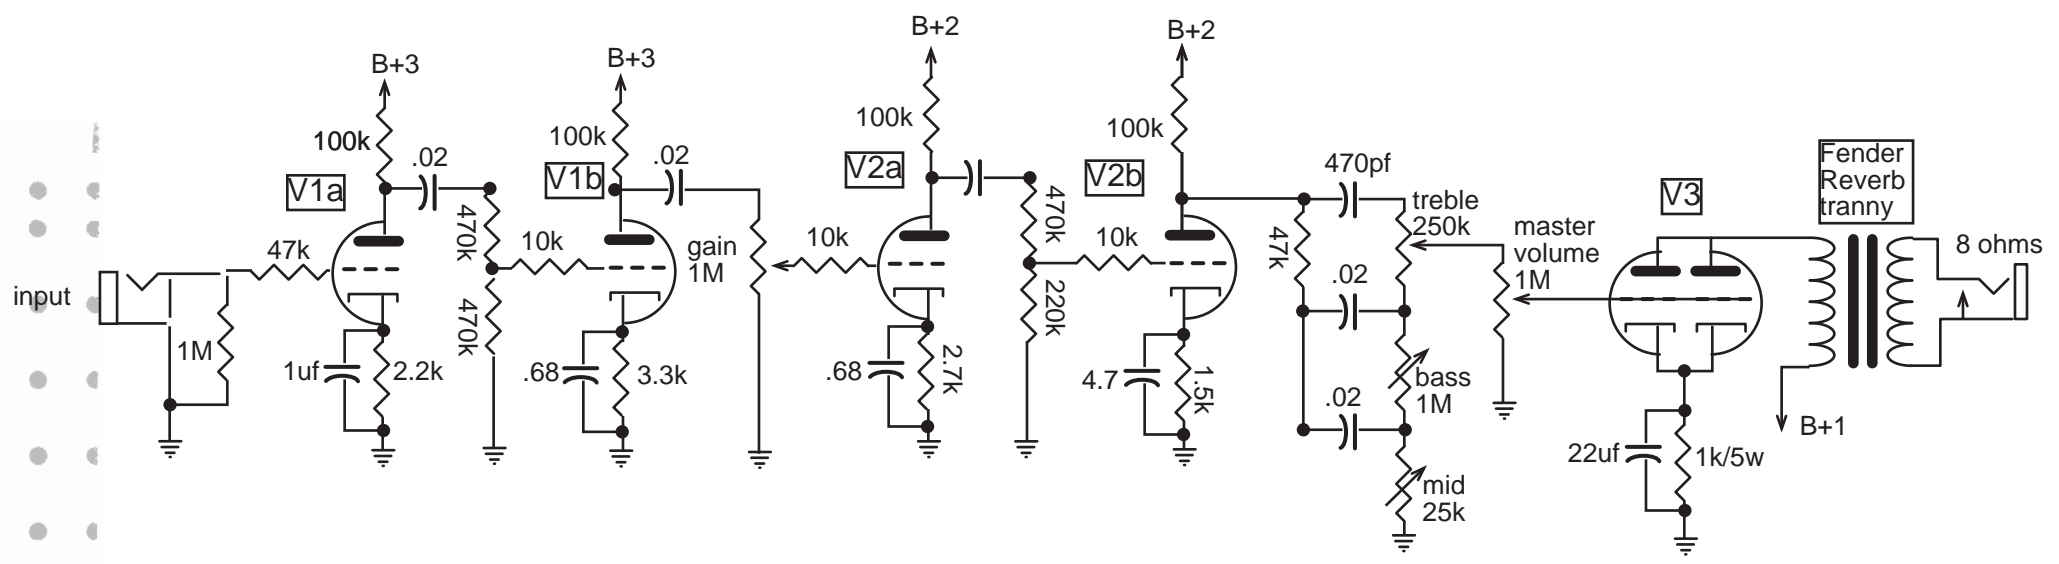 B+3
100k
.02
V1a
470k
47k
470k
input
1M
1uf
2.2k
B+3
100k
.02
V1b
10k
gain
1M
.68
3.3k
B+2
100k
V2a
10k
470k
220k
.68
2.7k
B+2
100k
V2b
10k
4.7
1.5k
470pf
treble
250k
47k
.02
bass
1M
.02
mid
25k
master
volume
1M
V3
22uf
1k/5w
Fender
Reverb
tranny
8 ohms
B+1